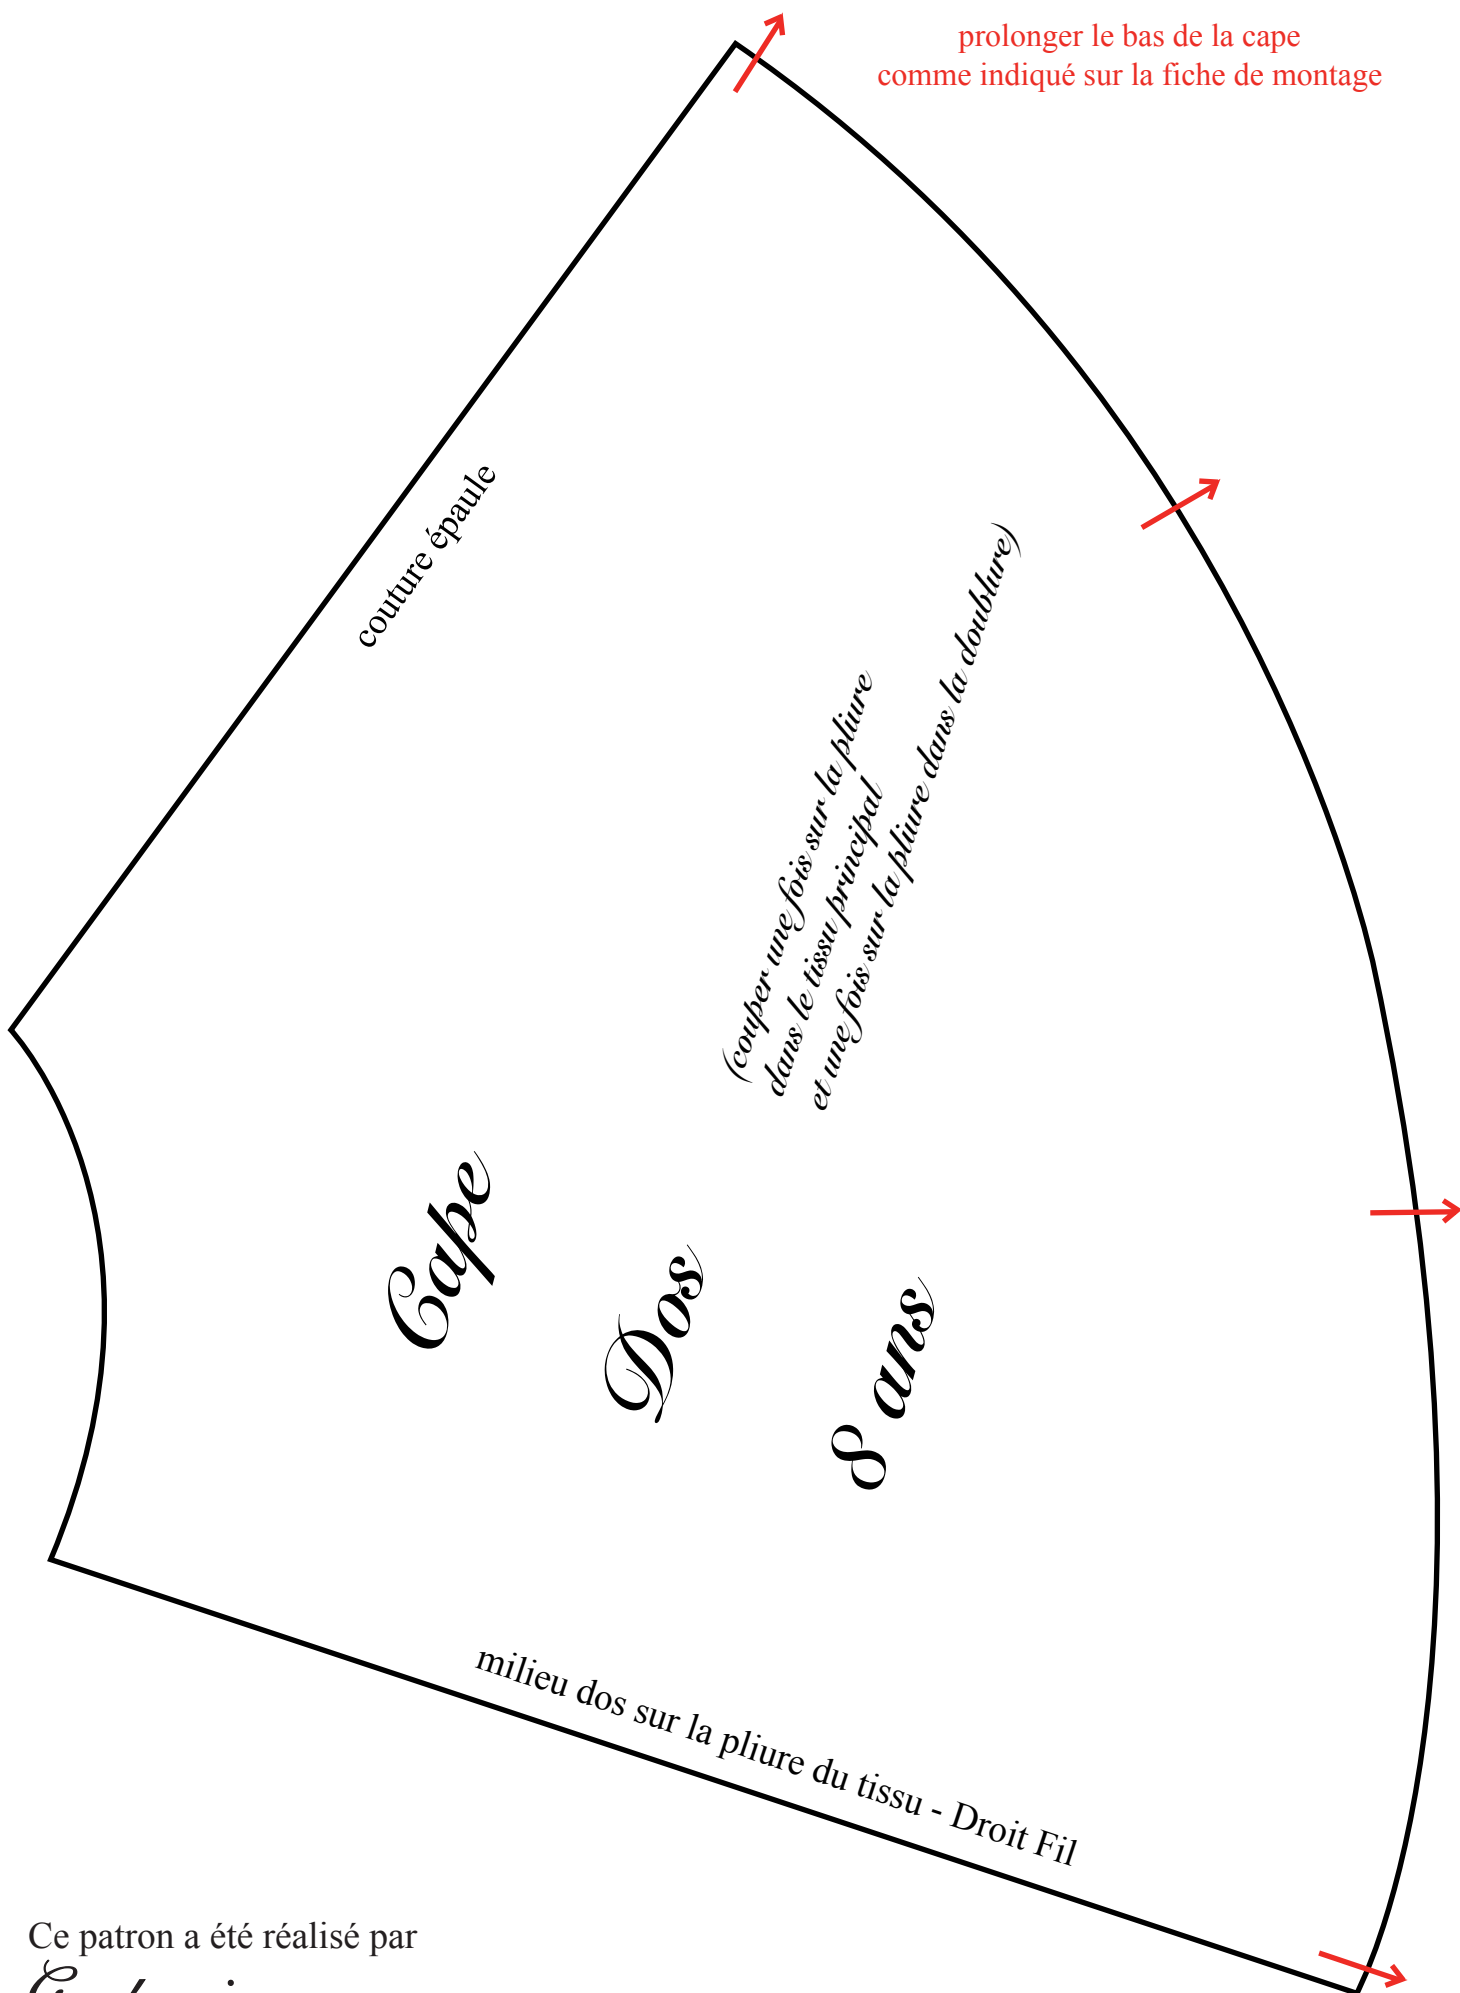 prolonger le bas de la cape
comme indiqué sur la fiche de montage
couture épaule
(couper une fois sur la pliure
dans le tissu principal
et une fois sur la pliure dans la doublure)
Cape
Dos
8 ans
milieu dos sur la pliure du tissu - Droit Fil
Ce patron a été réalisé par